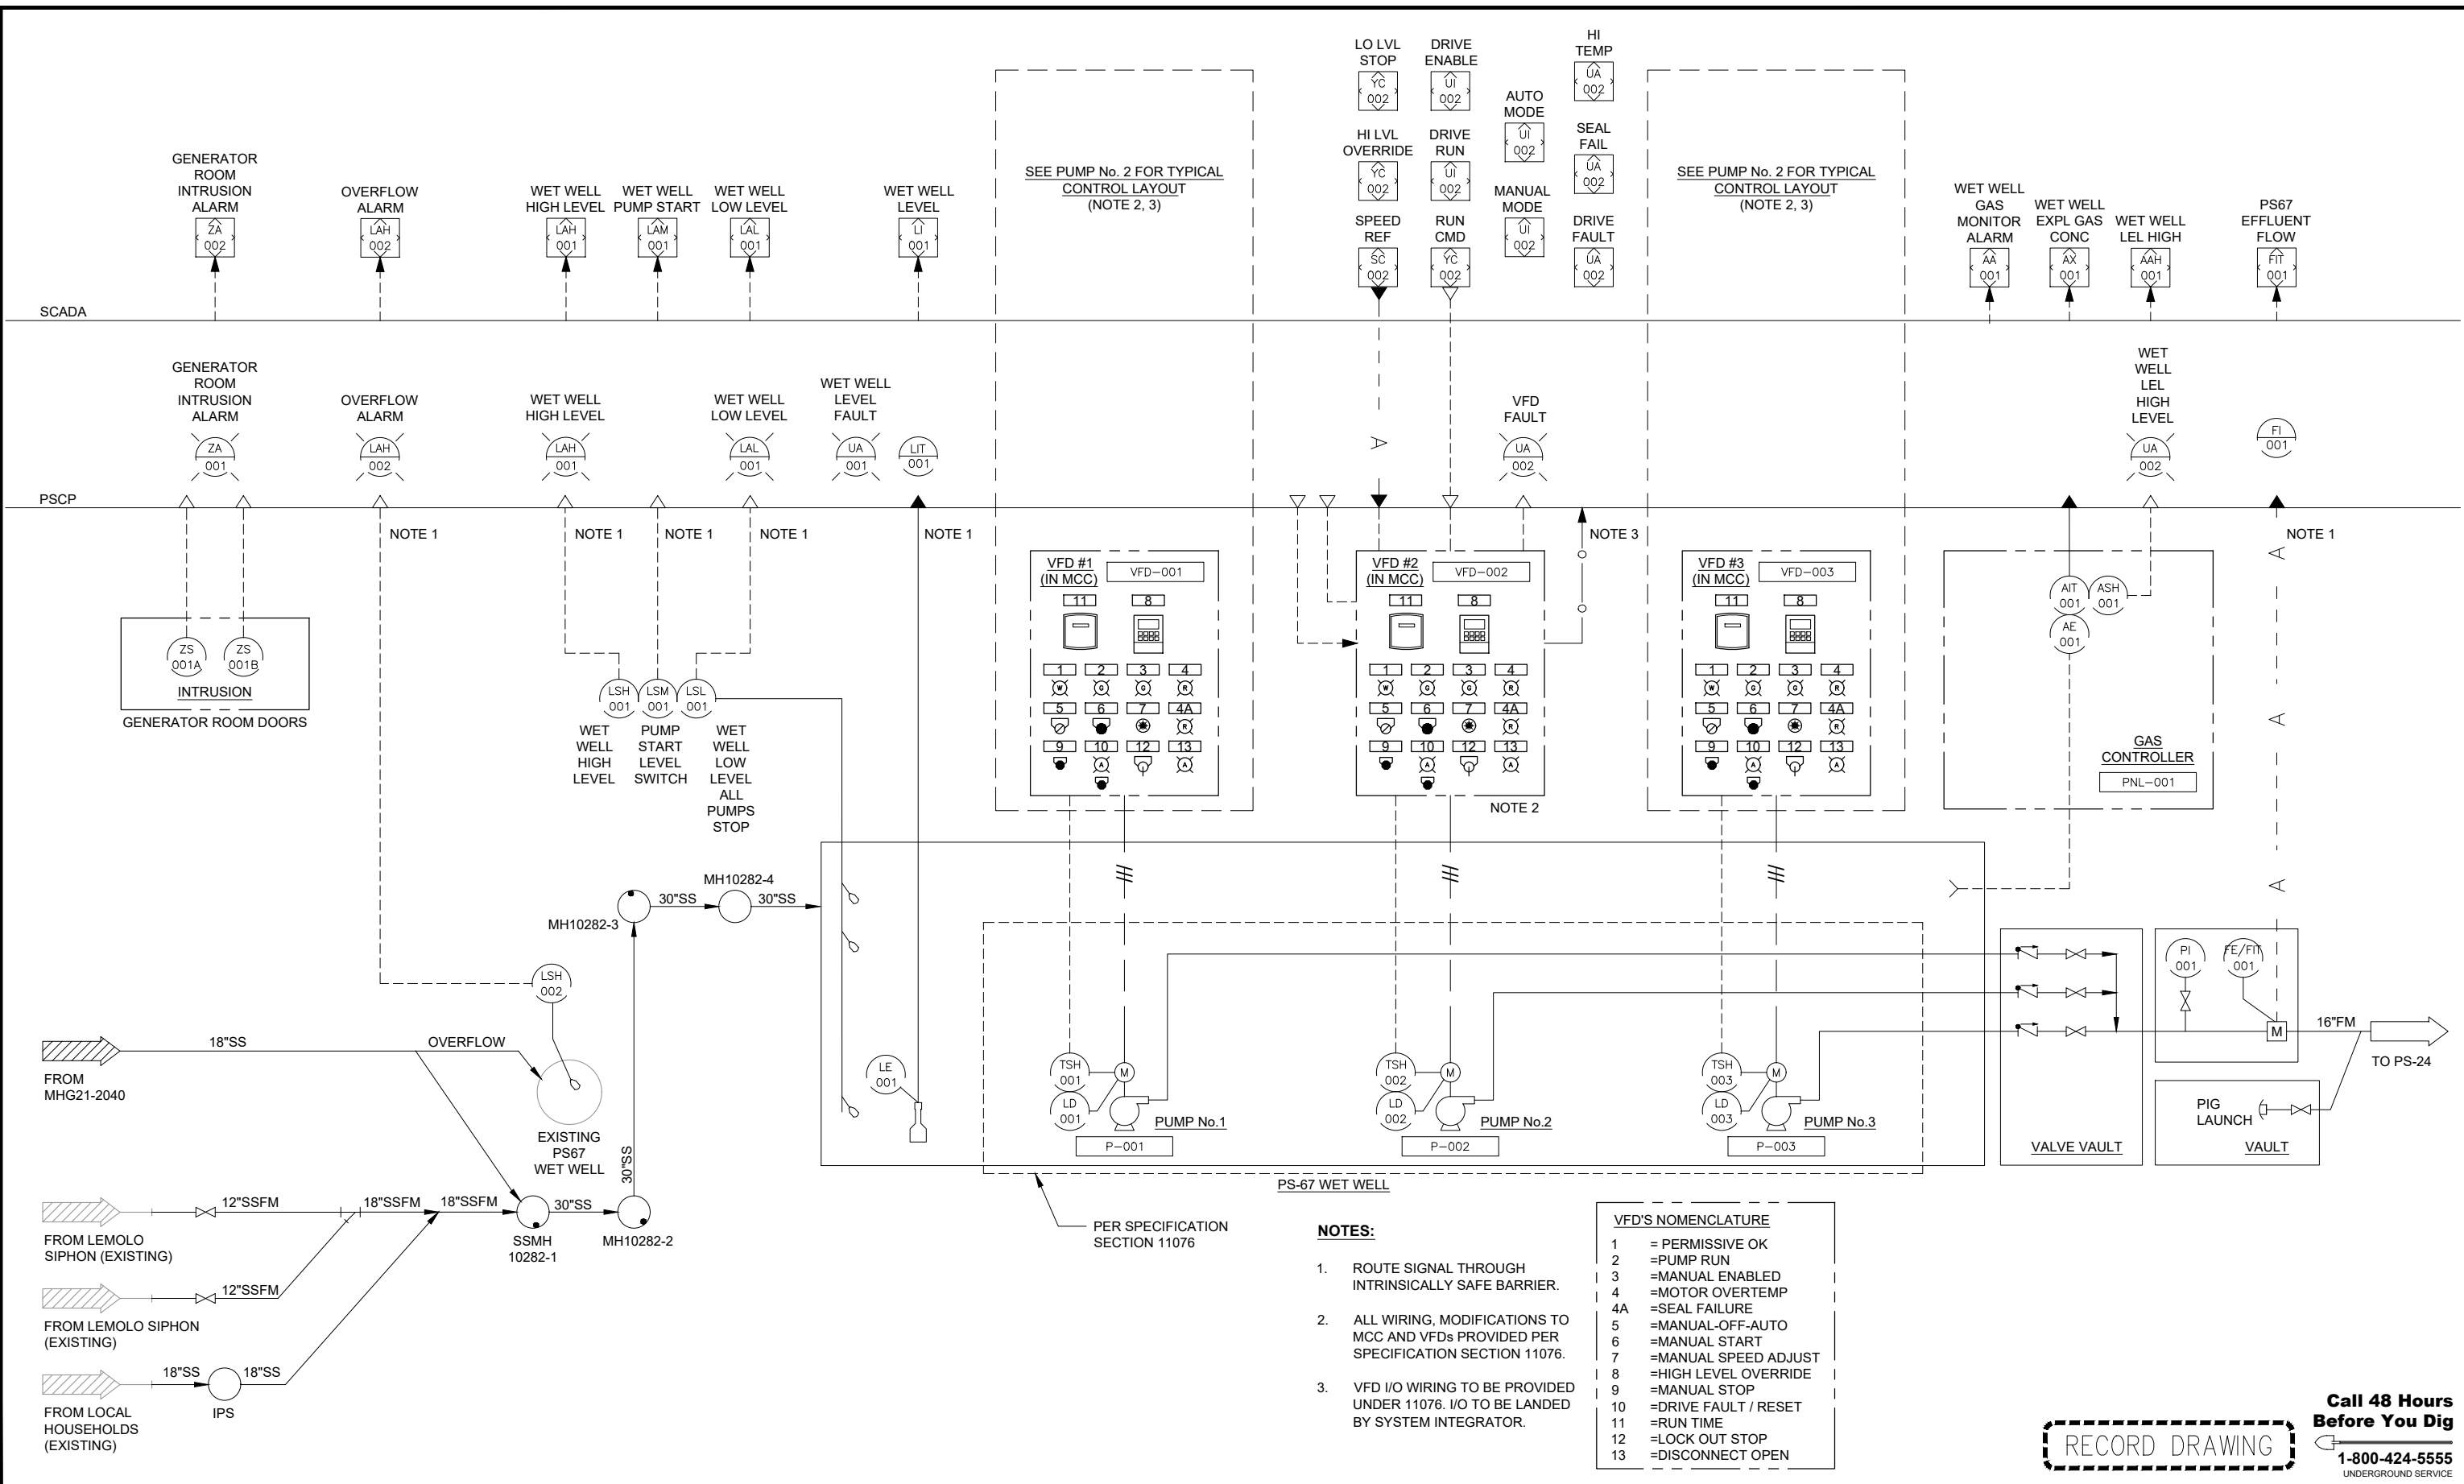 LO LVL
STOP
YC
002
DRIVE
ENABLE
UI
002
HI
TEMP
UA
002
AUTO
MODE
UI
002
HI LVL
OVERRIDE
YC
002
DRIVE
RUN
UI
002
SEAL
FAIL
UA
002
MANUAL
MODE
UI
002
SPEED
REF
SC
002
RUN
CMD
YC
002
DRIVE
FAULT
UA
002
GENERATOR
ROOM
INTRUSION
ALARM
ZA
002
OVERFLOW
ALARM
LAH
002
WET WELL
HIGH LEVEL
LAH
001
WET WELL
PUMP START
LAM
001
WET WELL
LOW LEVEL
LAL
001
WET WELL
LEVEL
LI
001
SEE PUMP No. 2 FOR TYPICAL
CONTROL LAYOUT
(NOTE 2, 3)
SEE PUMP No. 2 FOR TYPICAL
CONTROL LAYOUT
(NOTE 2, 3)
WET WELL
GAS
MONITOR
ALARM
AA
001
WET WELL
EXPL GAS
CONC
AX
001
WET WELL
LEL HIGH
AAH
001
PS67
EFFLUENT
FLOW
FIT
001
SCADA
GENERATOR
ROOM
INTRUSION
ALARM
ZA
001
OVERFLOW
ALARM
LAH
002
WET WELL
HIGH LEVEL
LAH
001
WET WELL
LOW LEVEL
LAL
001
WET WELL
LEVEL
FAULT
UA
001
LIT
001
A
VFD
FAULT
UA
002
WET
WELL
LEL
HIGH
LEVEL
UA
002
FI
001
PSCP
NOTE 1
NOTE 1
NOTE 1
NOTE 1
NOTE 1
NOTE 3
NOTE 1
A
A
A
ZS
001A
ZS
001B
INTRUSION
GENERATOR ROOM DOORS
LSH
001
LSM
001
LSL
001
WET
WELL
HIGH
LEVEL
PUMP
START
LEVEL
SWITCH
WET
WELL
LOW
LEVEL
ALL
PUMPS
STOP
VFD #1
(IN MCC)
VFD-001
11
8
1
2
3
4
W
G
G
R
5
6
7
4A
R
9
10
12
13
A
A
VFD #2
(IN MCC)
VFD-002
11
8
1
2
3
4
W
G
G
R
5
6
7
4A
R
9
10
12
13
A
A
NOTE 2
VFD #3
(IN MCC)
VFD-003
11
8
1
2
3
4
W
G
G
R
5
6
7
4A
R
9
10
12
13
A
A
AIT
001
ASH
001
AE
001
GAS
CONTROLLER
PNL-001
MH10282-3
30"SS
MH10282-4
30"SS
LSH
002
18"SS
OVERFLOW
FROM
MHG21-2040
EXISTING
PS67
WET WELL
30"SS
LE
001
TSH
001
LD
001
M
PUMP No.1
P-001
TSH
002
LD
002
M
PUMP No.2
P-002
TSH
003
LD
003
M
PUMP No.3
P-003
PS-67 WET WELL
PER SPECIFICATION
SECTION 11076
VALVE VAULT
PI
001
FE/FIT
001
M
16"FM
TO PS-24
PIG
LAUNCH
VAULT
12"SSFM
18"SSFM
18"SSFM
30"SS
FROM LEMOLO
SIPHON (EXISTING)
SSMH
10282-1
MH10282-2
12"SSFM
FROM LEMOLO SIPHON
(EXISTING)
18"SS
18"SS
IPS
FROM LOCAL
HOUSEHOLDS
(EXISTING)
NOTES:
1. ROUTE SIGNAL THROUGH
INTRINSICALLY SAFE BARRIER.
2. ALL WIRING, MODIFICATIONS TO
MCC AND VFDs PROVIDED PER
SPECIFICATION SECTION 11076.
3. VFD I/O WIRING TO BE PROVIDED
UNDER 11076. I/O TO BE LANDED
BY SYSTEM INTEGRATOR.
VFD'S NOMENCLATURE
1 = PERMISSIVE OK
2 =PUMP RUN
3 =MANUAL ENABLED
4 =MOTOR OVERTEMP
4A =SEAL FAILURE
5 =MANUAL-OFF-AUTO
6 =MANUAL START
7 =MANUAL SPEED ADJUST
8 =HIGH LEVEL OVERRIDE
9 =MANUAL STOP
10 =DRIVE FAULT / RESET
11 =RUN TIME
12 =LOCK OUT STOP
13 =DISCONNECT OPEN
RECORD DRAWING
Call 48 Hours
Before You Dig
1-800-424-5555
UNDERGROUND SERVICE